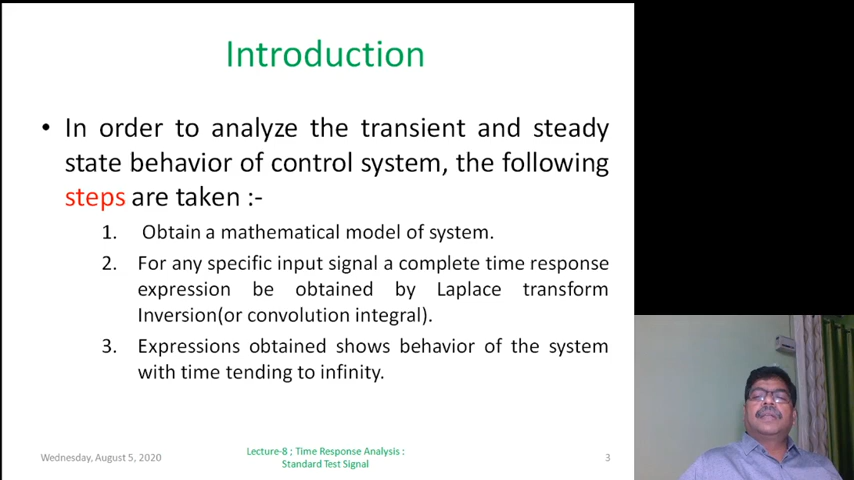 Introduction
• In order to analyze the transient and steady
state behavior of control system, the following
steps are taken :-
1. Obtain a mathematical model of system.
2. For any specific input signal a complete time response
expression be obtained by Laplace transform
Inversion(or convolution integral).
3. Expressions obtained shows behavior of the system
with time tending to infinity.
Wednesday, August 5, 2020
Lecture-8 ; Time Response Analysis :
Standard Test Signal
3